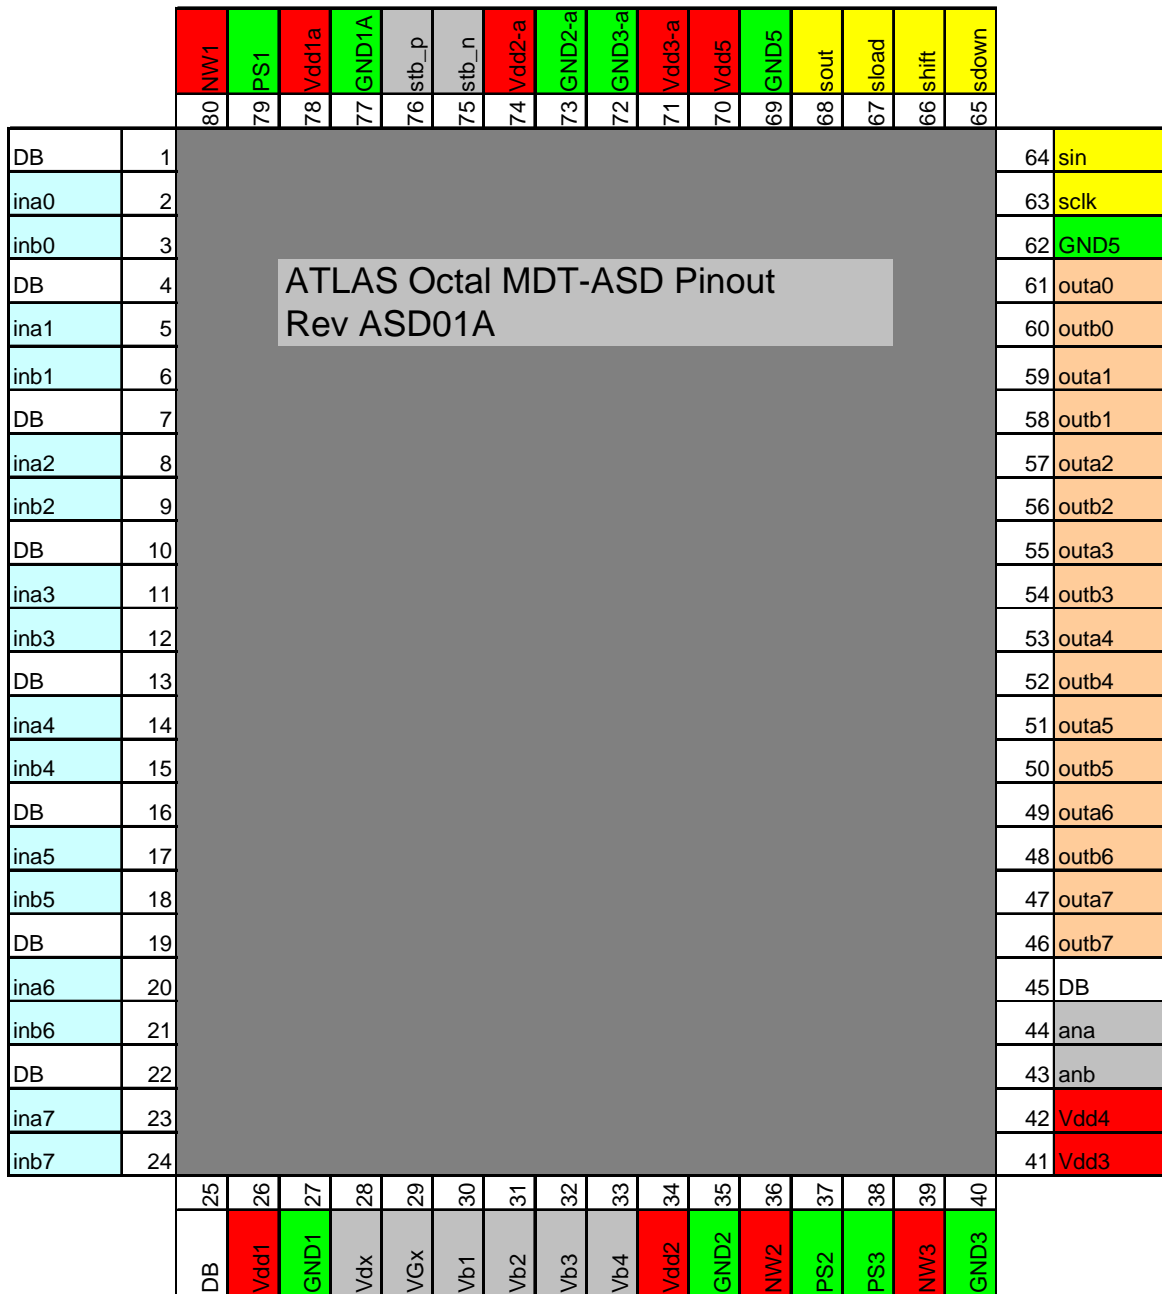 NW1 PS1 Vdd1a GND1A stb_p stb_n Vdd2-a GND2-a GND3-a Vdd3-a Vdd5 GND5 sout sload shift sdown
80 79 78 77 76 75 74 73 72 71 70 69 68 67 66 65
DB 1 64 sin
ina0 2 63 sclk
inb0 3 62 GND5
ATLAS Octal MDT-ASD Pinout
Rev ASD01A
DB 4 61 outa0
ina1 5 60 outb0
inb1 6 59 outa1
DB 7 58 outb1
ina2 8 57 outa2
inb2 9 56 outb2
DB 10 55 outa3
ina3 11 54 outb3
inb3 12 53 outa4
DB 13 52 outb4
ina4 14 51 outa5
inb4 15 50 outb5
DB 16 49 outa6
ina5 17 48 outb6
inb5 18 47 outa7
DB 19 46 outb7
ina6 20 45 DB
inb6 21 44 ana
DB 22 43 anb
ina7 23 42 Vdd4
inb7 24 41 Vdd3
25 26 27 28 29 30 31 32 33 34 35 36 37 38 39 40
DB Vdd1 GND1 Vdx VGx Vb1 Vb2 Vb3 Vb4 Vdd2 GND2 NW2 PS2 PS3 NW3 GND3